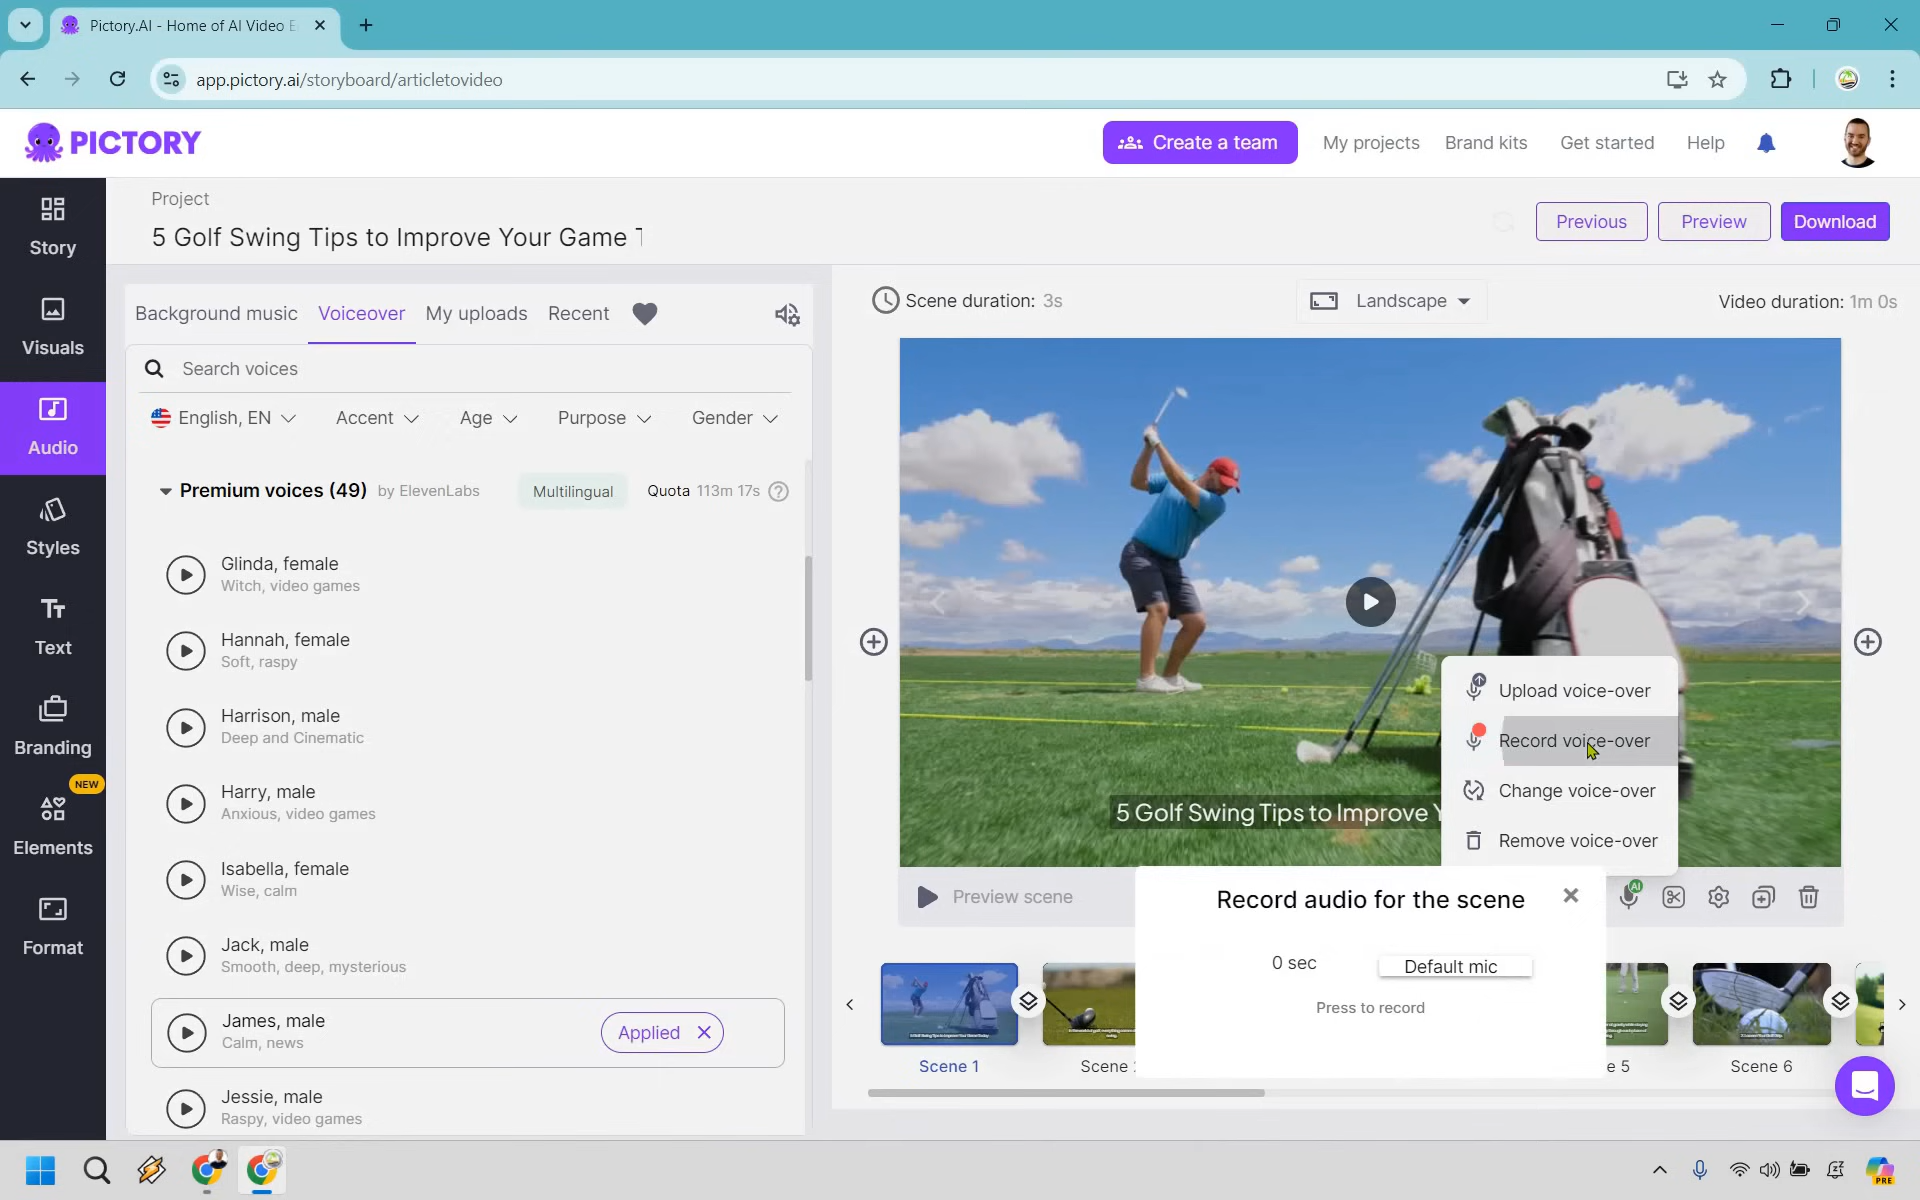 Pictory.AI - Home of AI Video E
app.pictory.ai/storyboard/articletovideo
PICTORY
Create a team
My projects
Brand kits
Get started
Help
Story
Visuals
Audio
Styles
Text
Branding
NEW
Elements
Format
Project
5 Golf Swing Tips to Improve Your Game T
Previous
Preview
Download
Background music
Voiceover
My uploads
Recent
Search voices
English, EN
Accent
Age
Purpose
Gender
Premium voices (49) by ElevenLabs
Multilingual
Quota 113m 17s
Glinda, female
Witch, video games
Hannah, female
Soft, raspy
Harrison, male
Deep and Cinematic
Harry, male
Anxious, video games
Isabella, female
Wise, calm
Jack, male
Smooth, deep, mysterious
James, male
Calm, news
Applied
Jessie, male
Raspy, video games
Scene duration: 3s
Landscape
Video duration: 1m 0s
5 Golf Swing Tips to Improve Y
Upload voice-over
Record voice-over
Change voice-over
Remove voice-over
Preview scene
AI
Record audio for the scene
0 sec
Default mic
Press to record
Scene 1
Scene
e 5
Scene 6
PRE